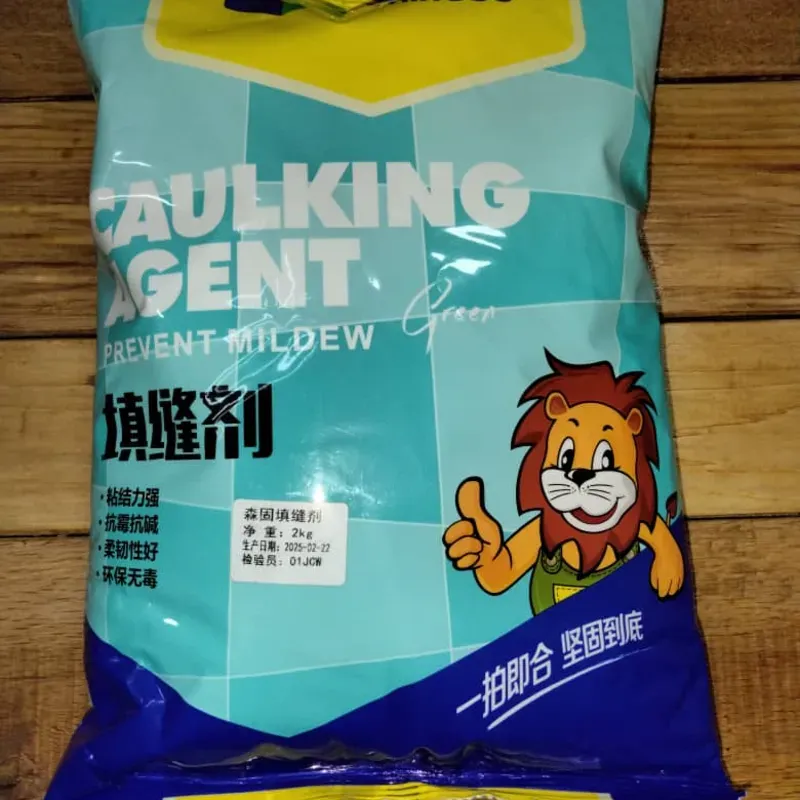 CAULKING
AGENT
PREVENT MILDEW
Green
填缝剂
· 粘结力强
· 抗霉抗碱
· 柔韧性好
· 环保无毒
森固填缝剂
净 重: 2kg
生产日期: 2025-02-22
检验员: 01JGW
一拍即合 坚固到底